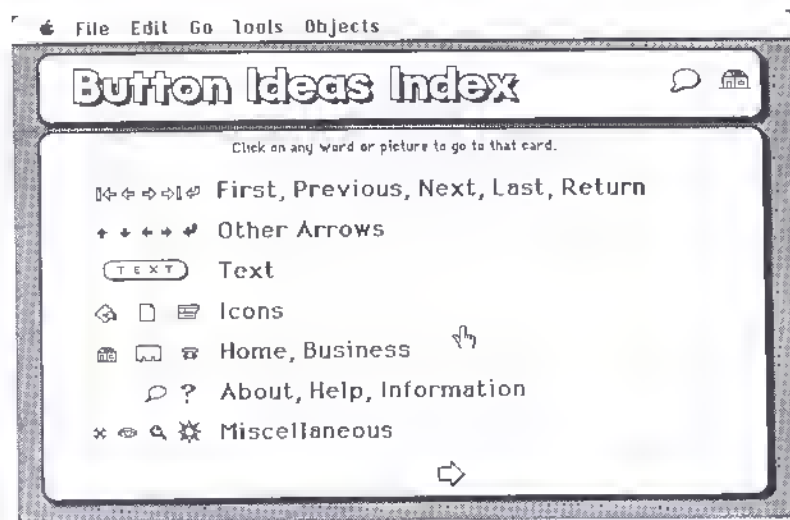 File Edit Go Tools Objects
Button Ideas Index
Click on any word or picture to go to that card.
First, Previous, Next, Last, Return
Other Arrows
TEXT Text
Icons
Home, Business
? About, Help, Information
Miscellaneous